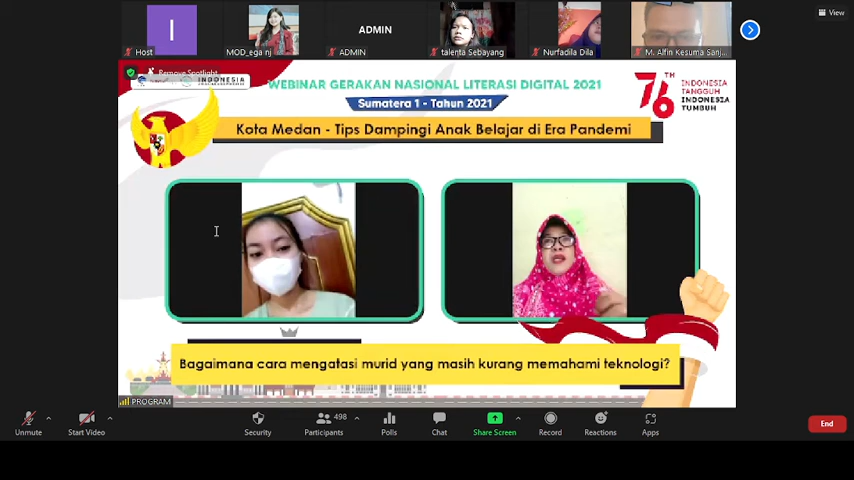 View
I
Host
MOD_ega nj
ADMIN
ADMIN
talenta Sebayang
Nurfadila Dila
M. Alfin Kesuma Sanj...
Remove Spotlight
INDONESIA
WEBINAR GERAKAN NASIONAL LITERASI DIGITAL 2021
Sumatera 1 - Tahun 2021
Kota Medan - Tips Dampingi Anak Belajar di Era Pandemi
76TH
INDONESIA
TANGGUH
INDONESIA
TUMBUH
Bagaimana cara mengatasi murid yang masih kurang memahami teknologi?
PROGRAM
498
Unmute
Start Video
Security
Participants
Polls
Chat
Share Screen
Record
Reactions
Apps
End